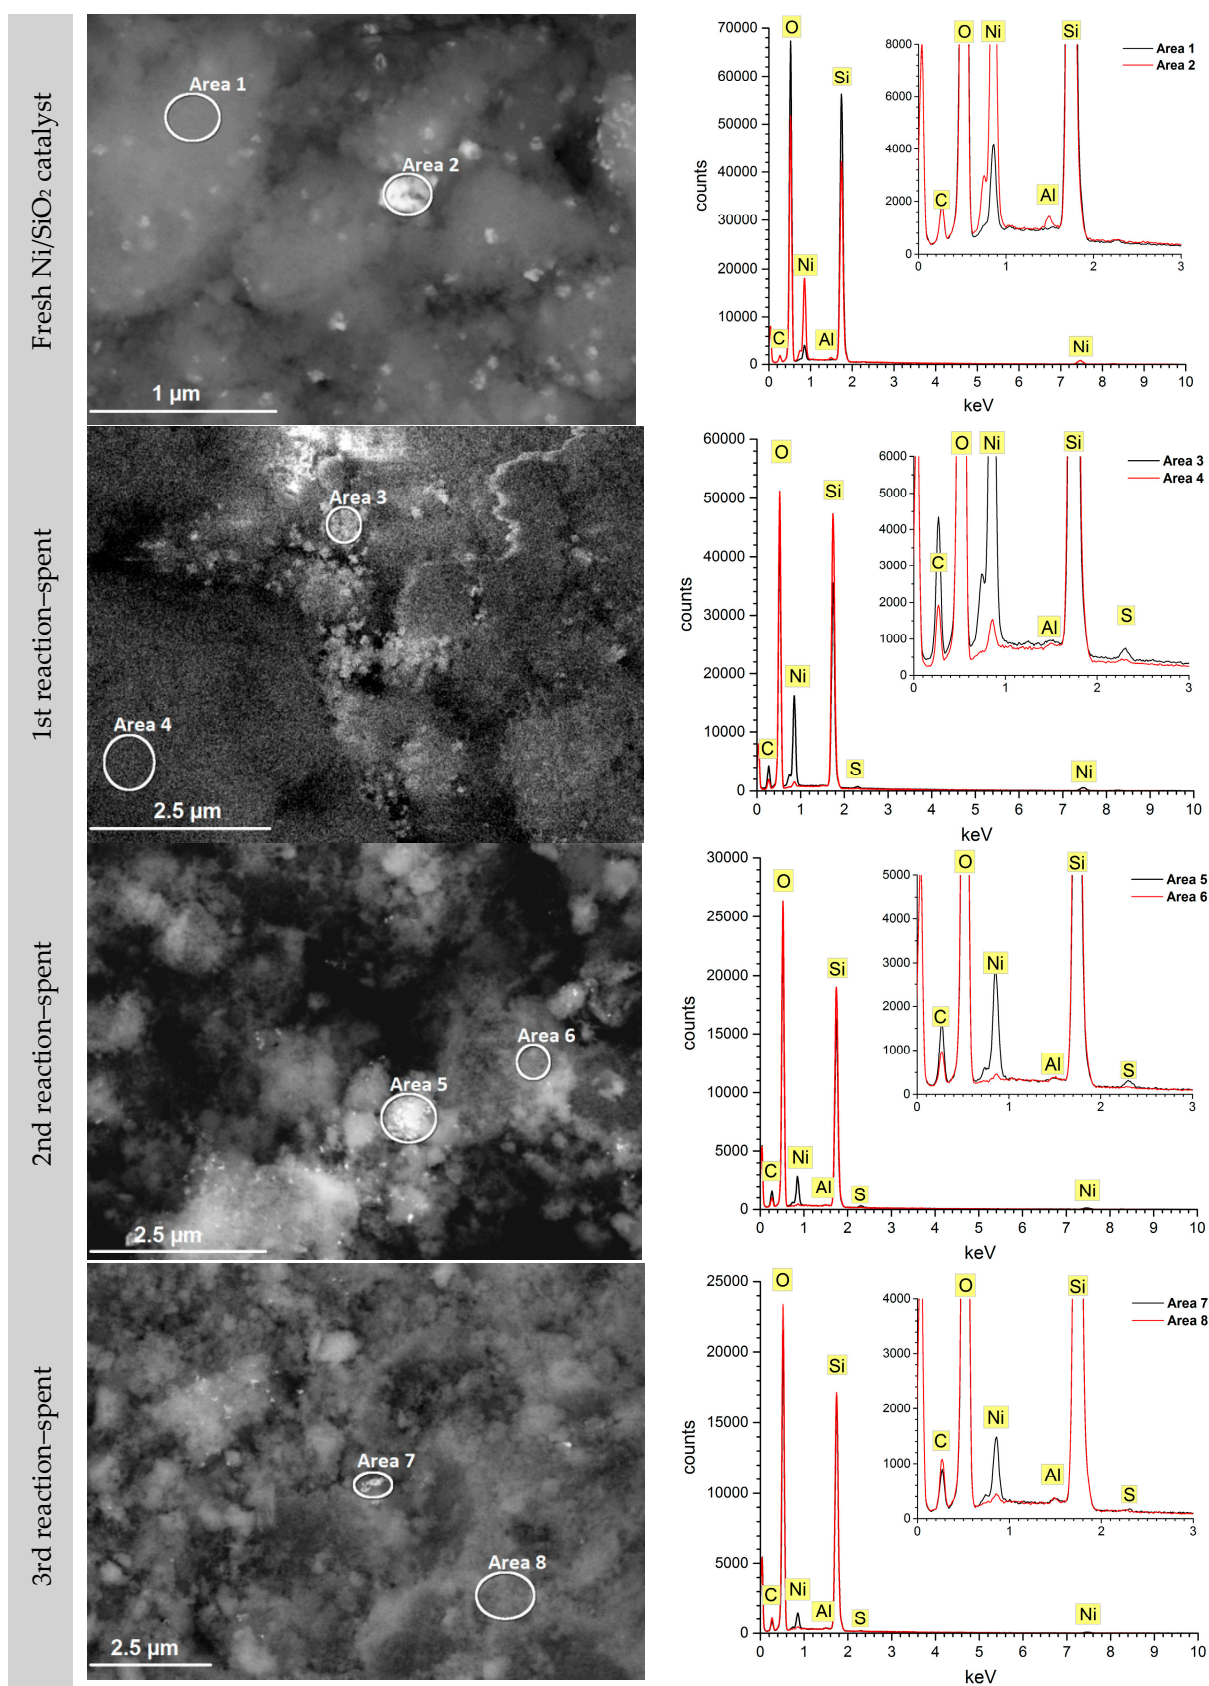 Fresh Ni/SiO₂ catalyst
Area 1
Area 2
1 µm
counts
70000
60000
50000
40000
30000
20000
10000
0
O
Si
Ni
C
Al
Ni
0 1 2 3 4 5 6 7 8 9 10
keV
8000
6000
4000
2000
0
O
Ni
Si
C
Al
0 1 2 3
Area 1
Area 2
1st reaction–spent
Area 3
Area 4
2.5 µm
counts
60000
50000
40000
30000
20000
10000
0
O
Si
Ni
C
S
Ni
0 1 2 3 4 5 6 7 8 9 10
keV
6000
5000
4000
3000
2000
1000
0
O
Ni
Si
C
Al
S
0 1 2 3
Area 3
Area 4
2nd reaction–spent
Area 6
Area 5
2.5 µm
counts
30000
25000
20000
15000
10000
5000
0
O
Si
C
Ni
Al
S
Ni
0 1 2 3 4 5 6 7 8 9 10
keV
5000
4000
3000
2000
1000
0
O
Si
Ni
C
Al
S
0 1 2 3
Area 5
Area 6
3rd reaction–spent
Area 7
Area 8
2.5 µm
counts
25000
20000
15000
10000
5000
0
O
Si
C
Ni
Al
S
Ni
0 1 2 3 4 5 6 7 8 9 10
keV
4000
3000
2000
1000
0
O
Si
Ni
C
Al
S
0 1 2 3
Area 7
Area 8